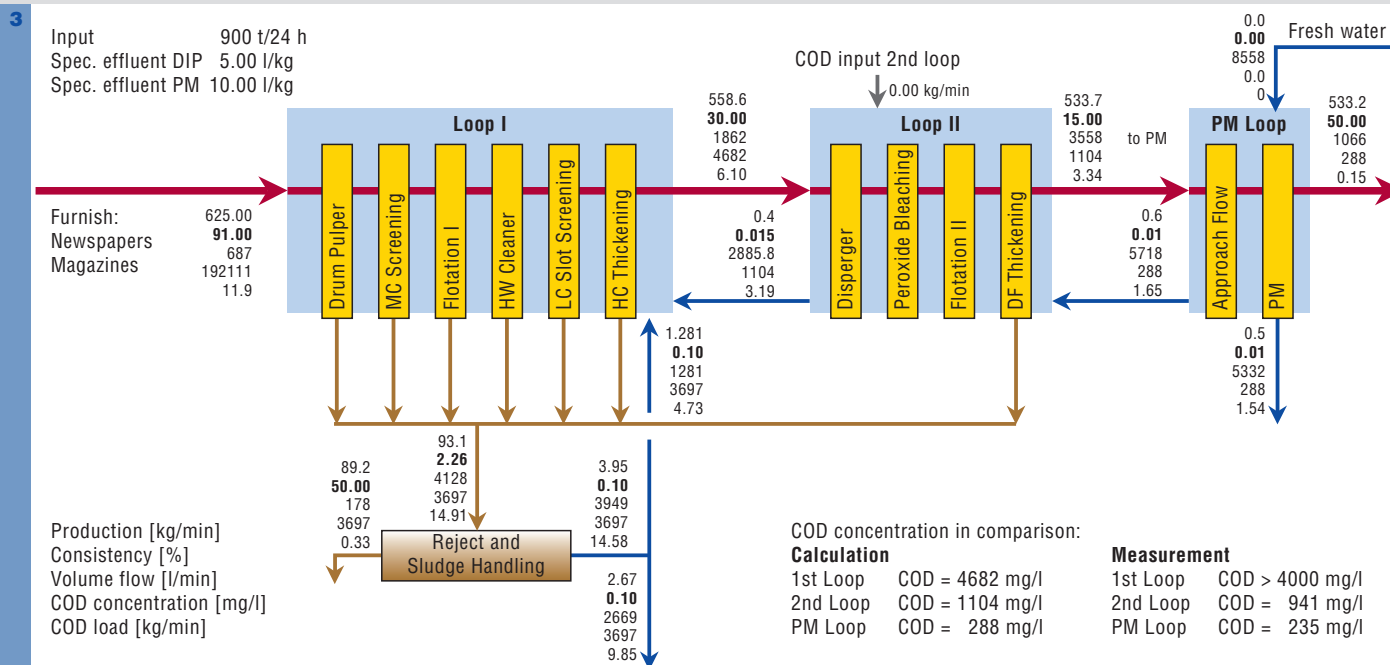 3
Input 900 t/24 h
Spec. effluent DIP 5.00 l/kg
Spec. effluent PM 10.00 l/kg
COD input 2nd loop
0.00 kg/min
0.0
0.00
8558
0.0
0
Fresh water
Loop I
Drum Pulper
MC Screening
Flotation I
HW Cleaner
LC Slot Screening
HC Thickening
558.6
30.00
1862
4682
6.10
Loop II
Disperger
Peroxide Bleaching
Flotation II
DF Thickening
533.7
15.00
3558
1104
3.34
to PM
PM Loop
Approach Flow
PM
533.2
50.00
1066
288
0.15
Furnish:
Newspapers
Magazines
625.00
91.00
687
192111
11.9
0.4
0.015
2885.8
1104
3.19
0.6
0.01
5718
288
1.65
1.281
0.10
1281
3697
4.73
0.5
0.01
5332
288
1.54
89.2
50.00
178
3697
0.33
93.1
2.26
4128
3697
14.91
3.95
0.10
3949
3697
14.58
Reject and
Sludge Handling
2.67
0.10
2669
3697
9.85
Production [kg/min]
Consistency [%]
Volume flow [l/min]
COD concentration [mg/l]
COD load [kg/min]
COD concentration in comparison:
Calculation
1st Loop COD = 4682 mg/l
2nd Loop COD = 1104 mg/l
PM Loop COD = 288 mg/l
Measurement
1st Loop COD > 4000 mg/l
2nd Loop COD = 941 mg/l
PM Loop COD = 235 mg/l